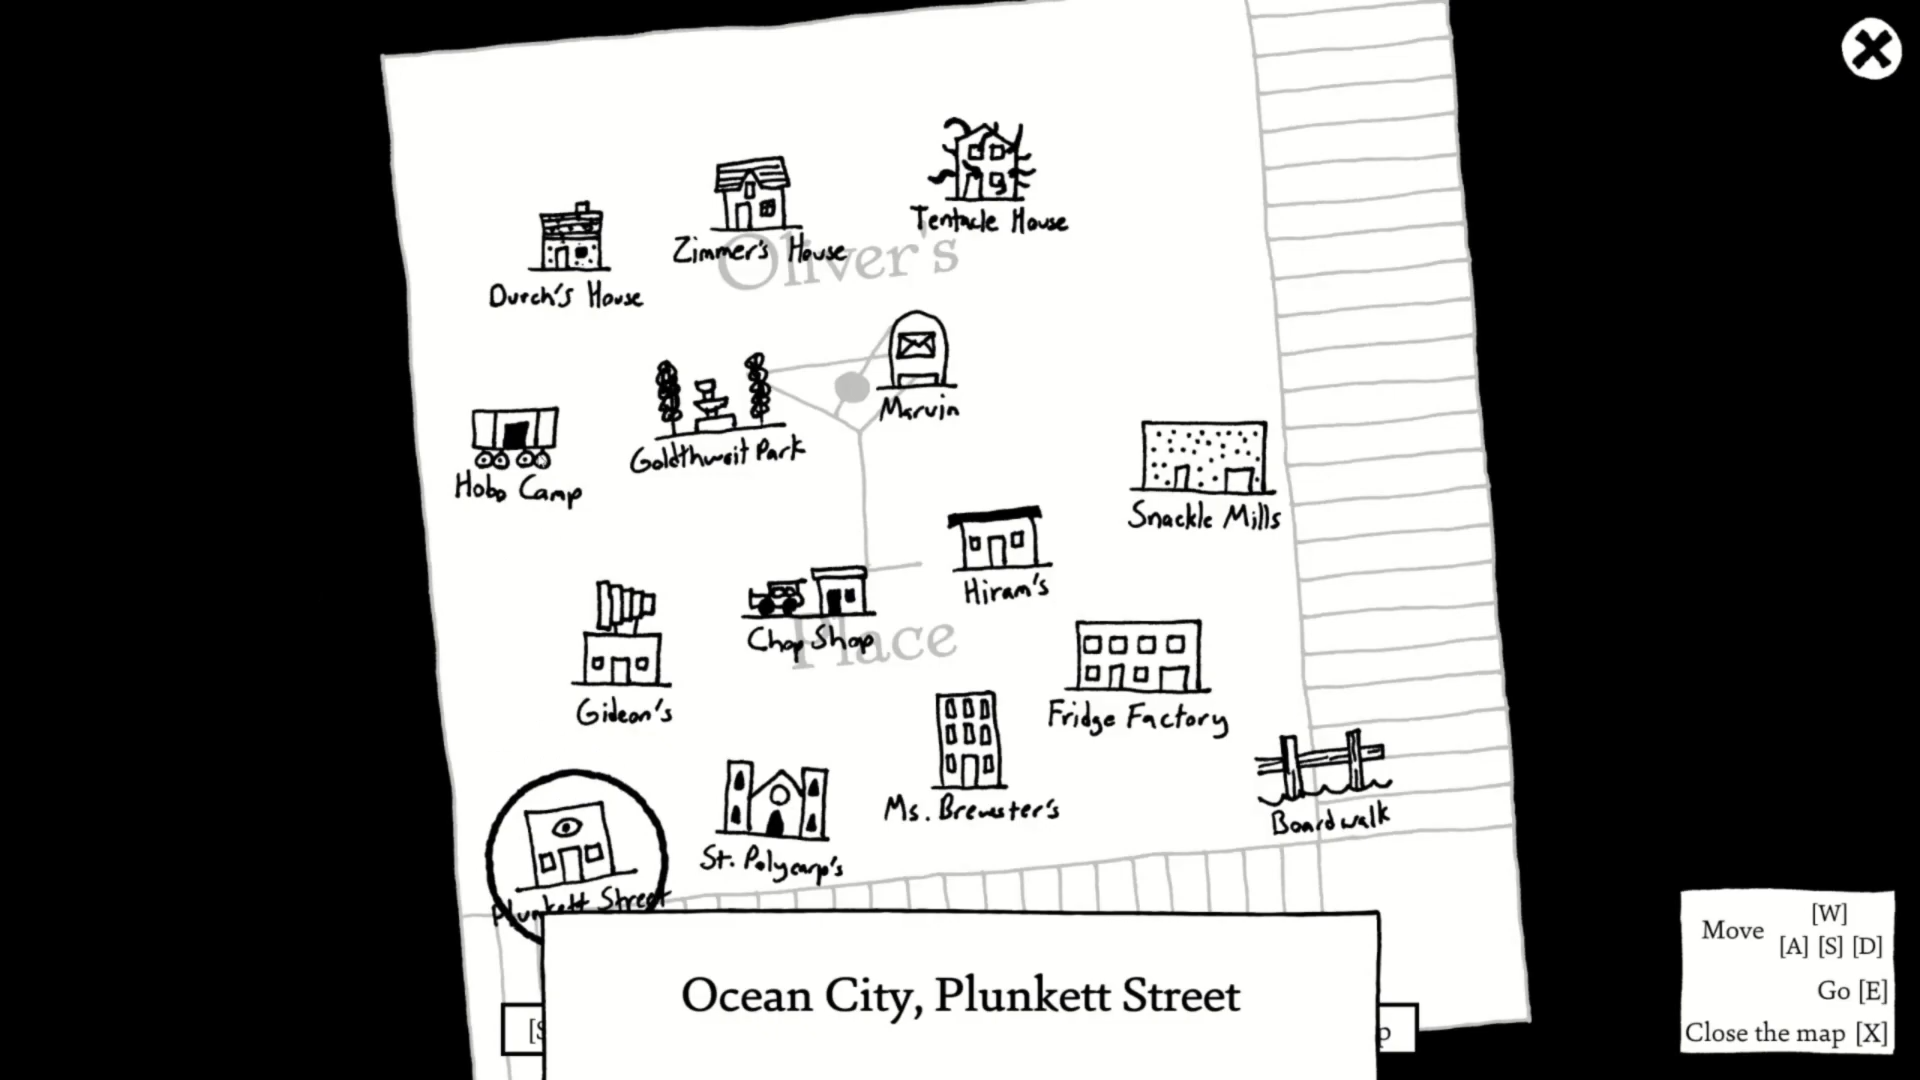 Tentacle House
Zimmer's House
Oliver's
Durch's House
Marvin
Goldthwait Park
Hobo Camp
Snackle Mills
Hiram's
Chop Shop
Place
Gideon's
Fridge Factory
Ms. Brewster's
Boardwalk
St. Polycarp's
Plunkett Street
Ocean City, Plunkett Street
Move [W]
[A] [S] [D]
Go [E]
Close the map [X]